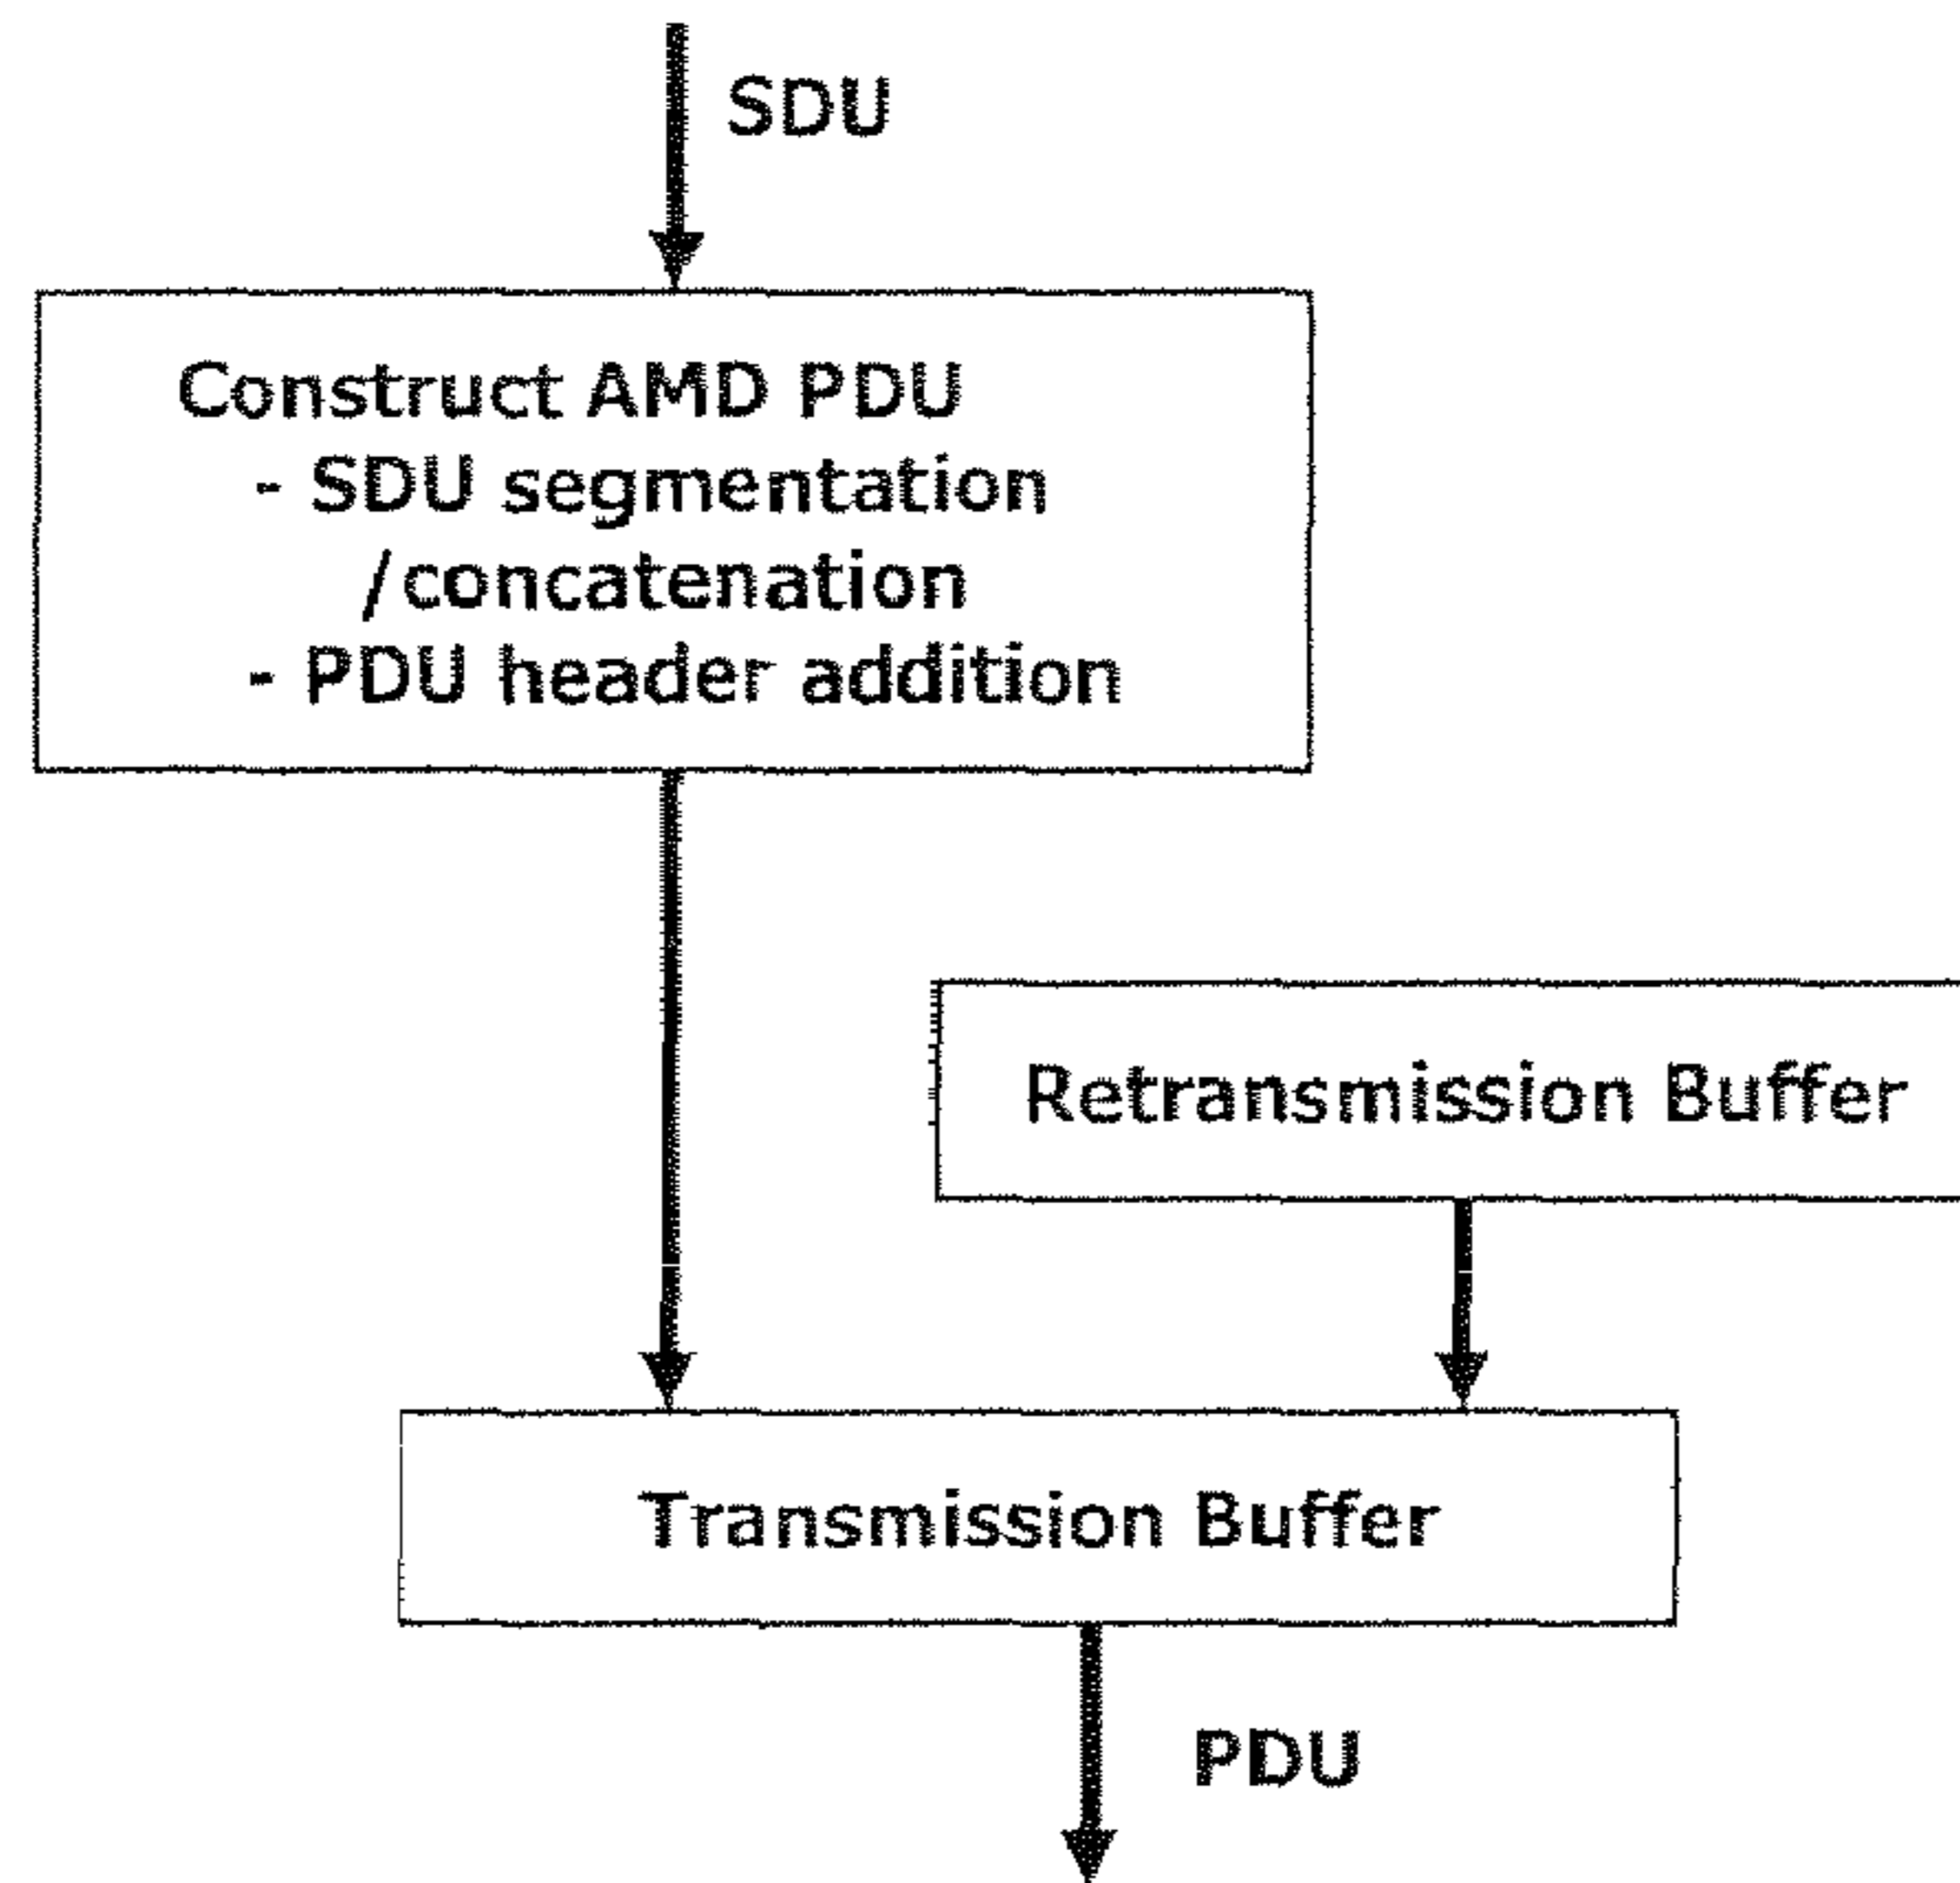 SDU
Construct AMD PDU
- SDU segmentation
/concatenation
- PDU header addition
Retransmission Buffer
Transmission Buffer
PDU